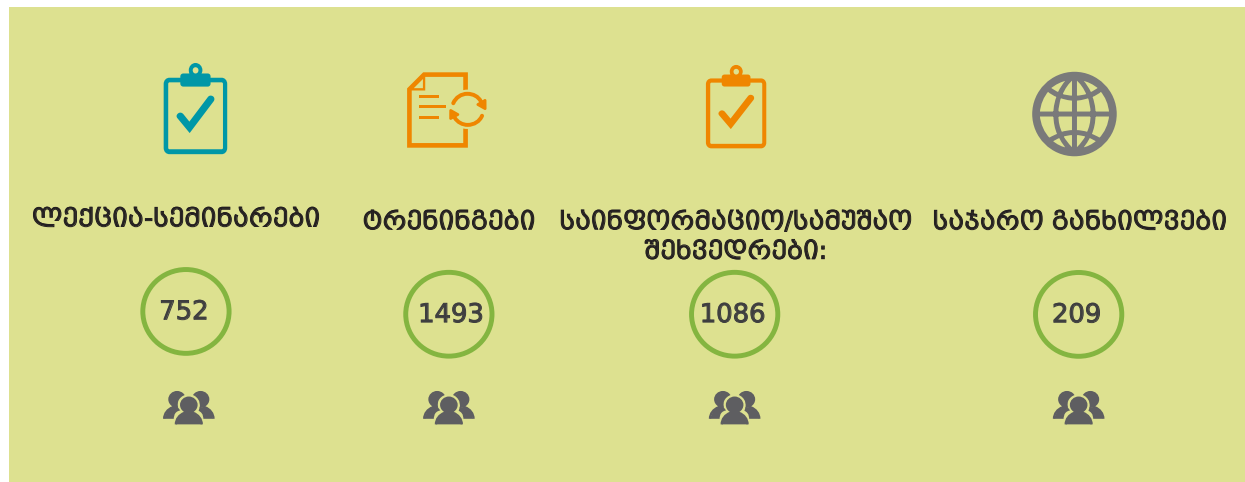 ლექცია-სემინარები
ტრენინგები
საინფორმაციო/სამუშაო
შეხვედრები:
საჯარო განხილვები
752
1493
1086
209